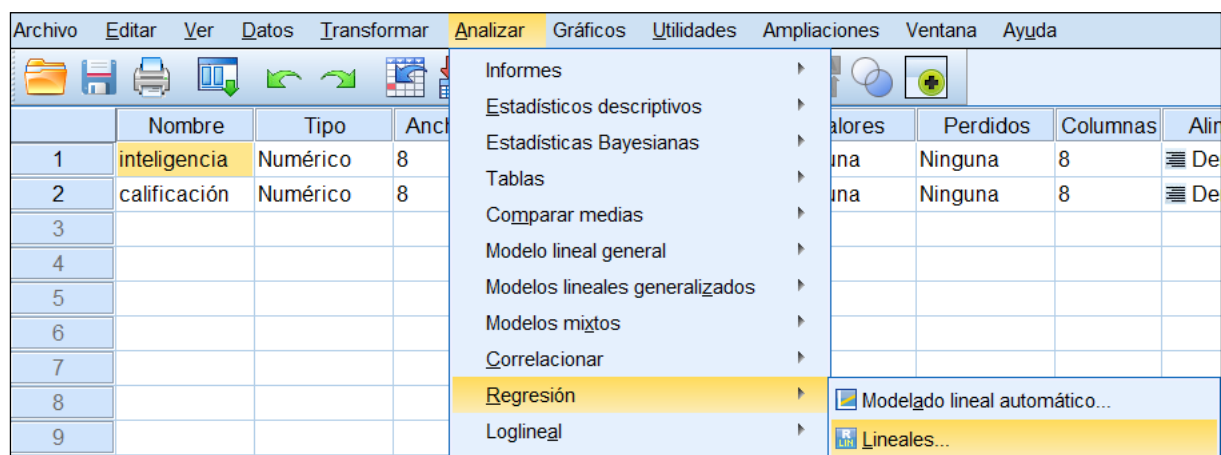 Archivo Editar Ver Datos Transformar Analizar Gráficos Utilidades Ampliaciones Ventana Ayuda
Informes
Estadísticos descriptivos
Estadísticas Bayesianas
Tablas
Comparar medias
Modelo lineal general
Modelos lineales generalizados
Modelos mixtos
Correlacionar
Regresión
Loglineal
Modelado lineal automático...
Lineales...
Nombre Tipo Anch alores Perdidos Columnas Alin
1 inteligencia Numérico 8 una Ninguna 8 De
2 calificación Numérico 8 una Ninguna 8 De
3
4
5
6
7
8
9